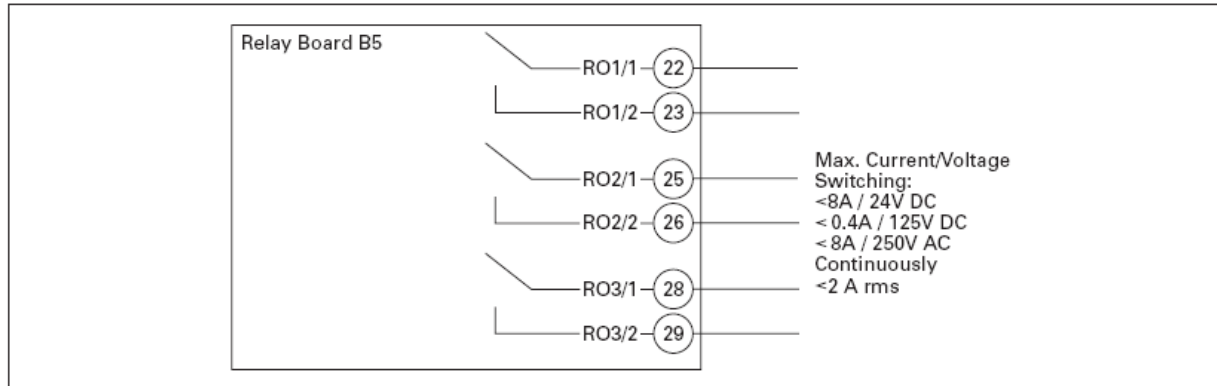 Relay Board B5
RO1/1 22
RO1/2 23
RO2/1 25
RO2/2 26
RO3/1 28
RO3/2 29
Max. Current/Voltage
Switching:
<8A / 24V DC
< 0.4A / 125V DC
< 8A / 250V AC
Continuously
<2 A rms